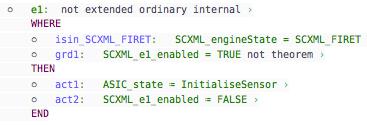 ○ e1: not extended ordinary internal ›
WHERE
○ isin_SCXML_FIRET: SCXML_engineState = SCXML_FIRET
○ grd1: SCXML_e1_enabled = TRUE not theorem ›
THEN
○ act1: ASIC_state ≔ InitialiseSensor ›
○ act2: SCXML_e1_enabled ≔ FALSE ›
END